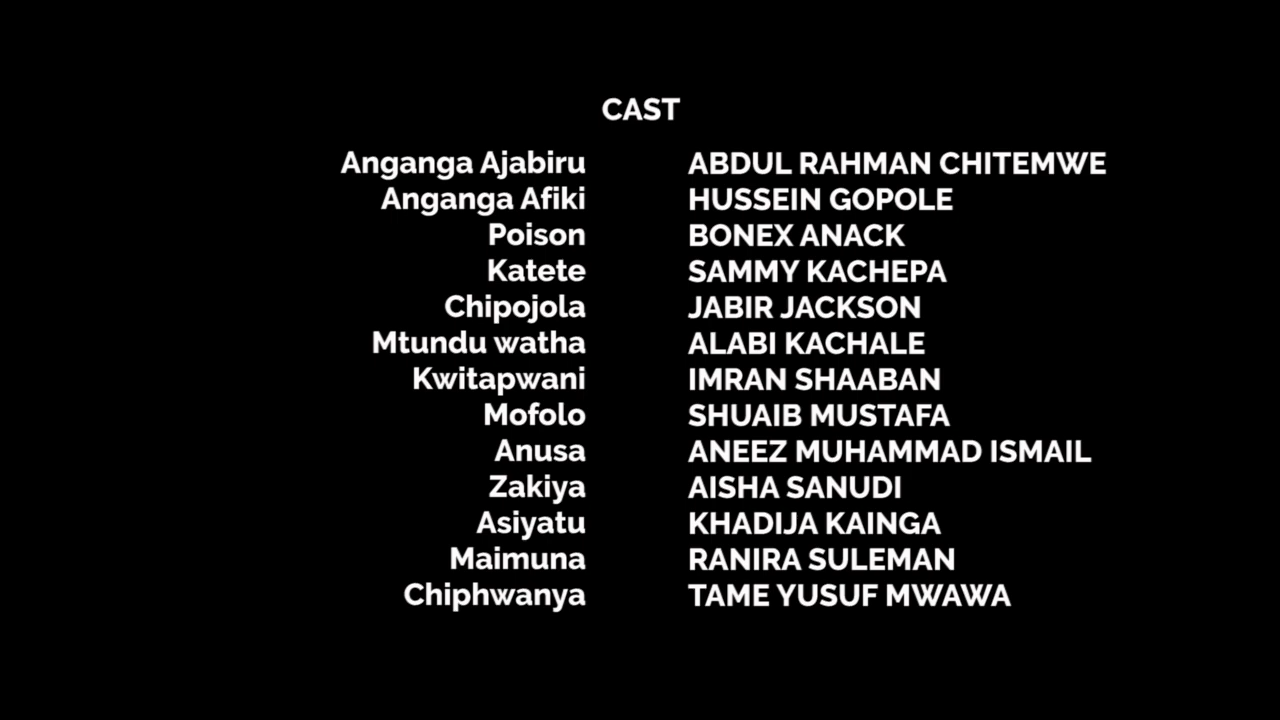 CAST
Anganga Ajabiru ABDUL RAHMAN CHITEMWE
Anganga Afiki HUSSEIN GOPOLE
Poison BONEX ANACK
Katete SAMMY KACHEPA
Chipojola JABIR JACKSON
Mtundu watha ALABI KACHALE
Kwitapwani IMRAN SHAABAN
Mofolo SHUAIB MUSTAFA
Anusa ANEEZ MUHAMMAD ISMAIL
Zakiya AISHA SANUDI
Asiyatu KHADIJA KAINGA
Maimuna RANIRA SULEMAN
Chiphwanya TAME YUSUF MWAWA